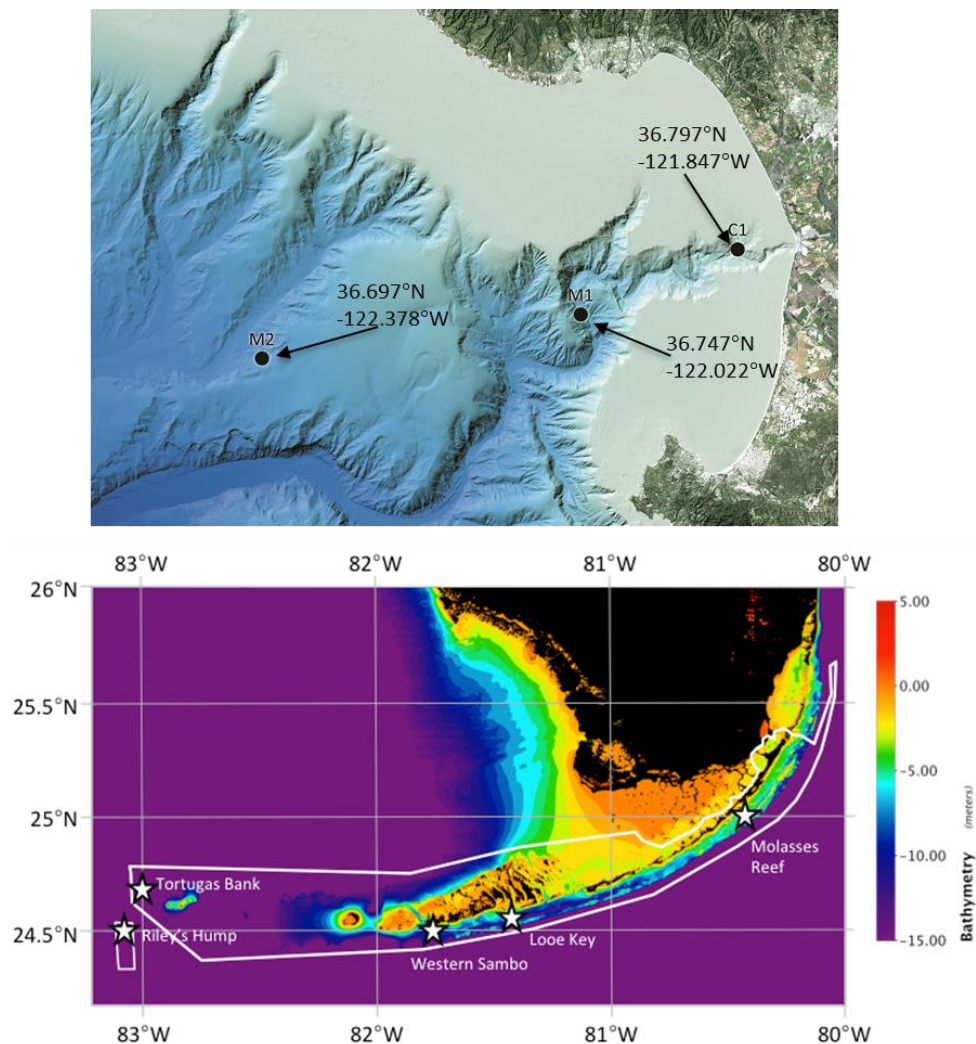 36.797°N
-121.847°W
C1
36.697°N
-122.378°W
M1
M2
36.747°N
-122.022°W
83°W 82°W 81°W 80°W
26°N
5.00
25.5°N
0.00
-5.00
(meters)
25°N
Molasses
Reef
-10.00
Bathymetry
Tortugas Bank
24.5°N
Riley's Hump
Looe Key
-15.00
Western Sambo
83°W 82°W 81°W 80°W